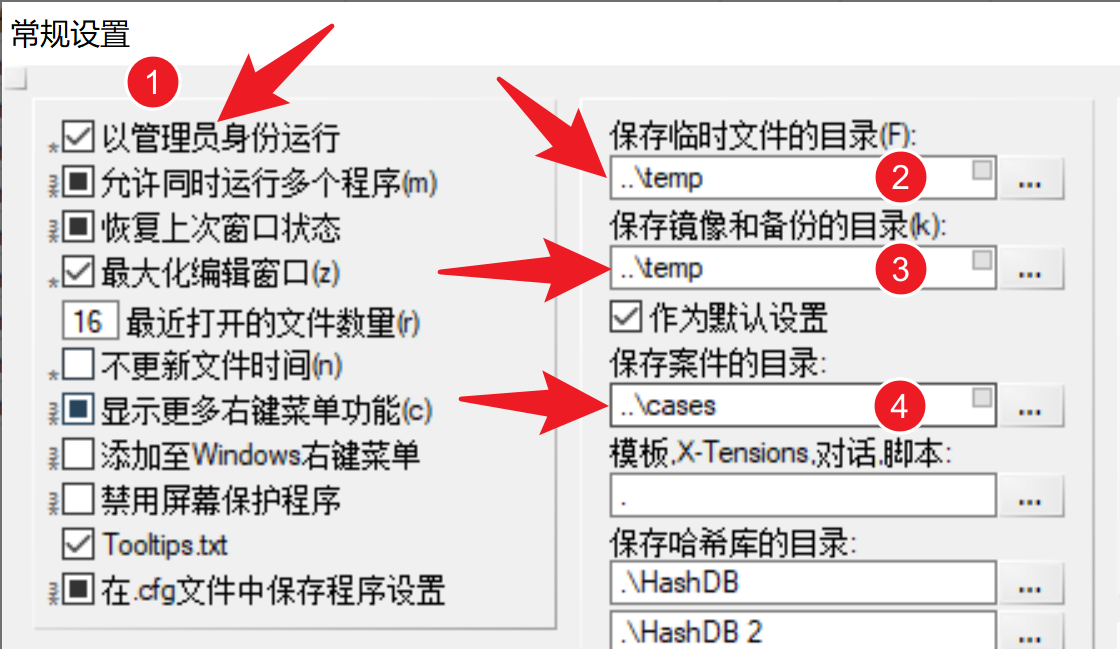 常规设置
1
以管理员身份运行
允许同时运行多个程序(m)
恢复上次窗口状态
最大化编辑窗口(z)
16 最近打开的文件数量(r)
不更新文件时间(n)
显示更多右键菜单功能(c)
添加至Windows右键菜单
禁用屏幕保护程序
Tooltips.txt
在.cfg文件中保存程序设置
保存临时文件的目录(F):
..\temp 2 ...
保存镜像和备份的目录(k):
..\temp 3 ...
作为默认设置
保存案件的目录:
..\cases 4 ...
模板,X-Tensions,对话,脚本:
. ...
保存哈希库的目录:
.\HashDB ...
.\HashDB 2 ...